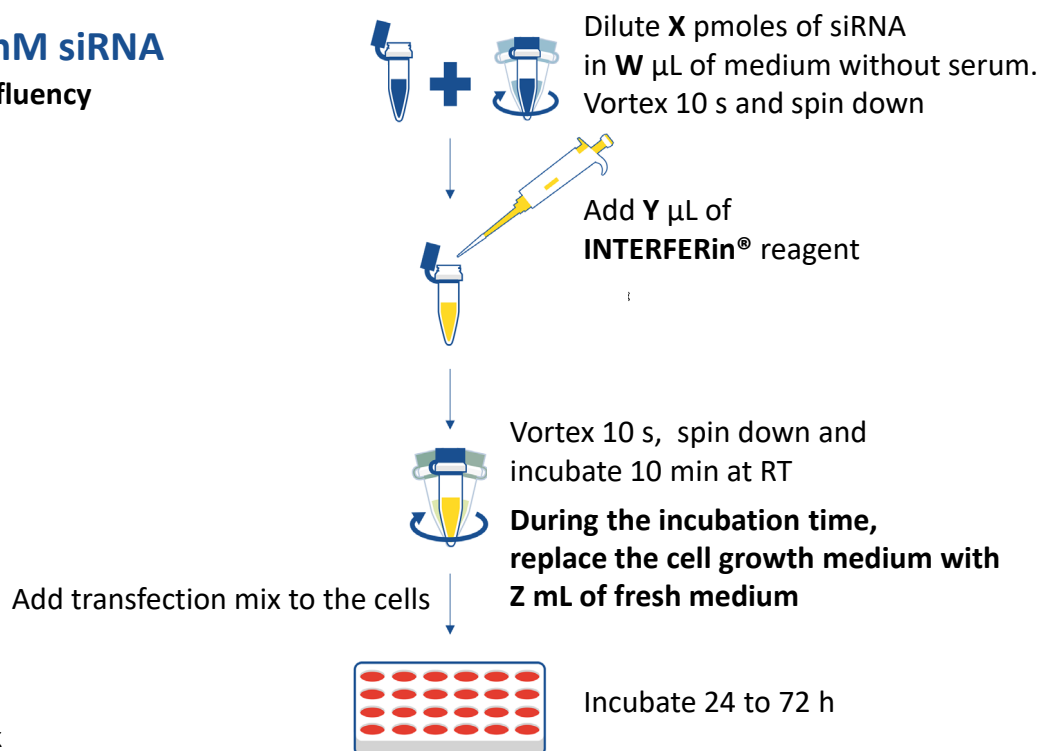 nM siRNA
fluency
Dilute X pmoles of siRNA
in W µL of medium without serum.
Vortex 10 s and spin down
Add Y µL of
INTERFERin® reagent
Vortex 10 s, spin down and
incubate 10 min at RT
During the incubation time,
replace the cell growth medium with
Z mL of fresh medium
Add transfection mix to the cells
Incubate 24 to 72 h